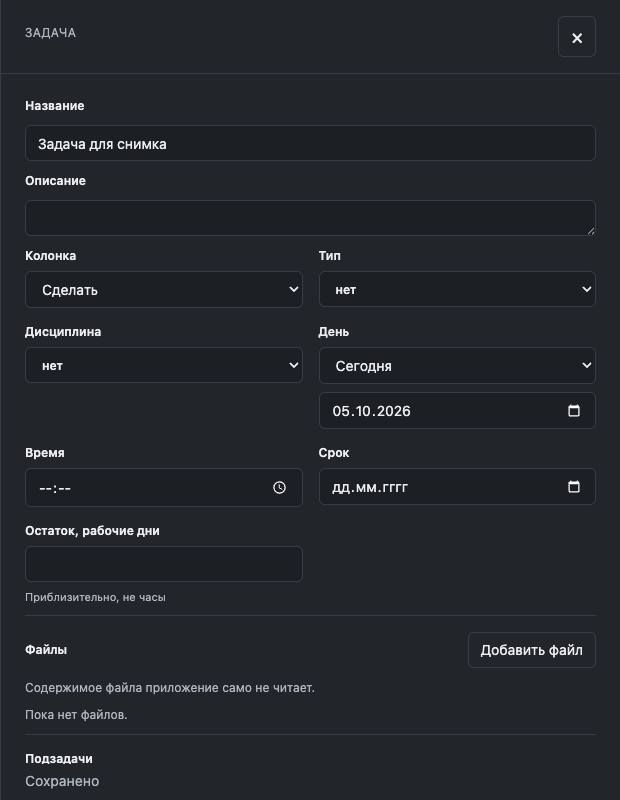 ЗАДАЧА
Название
Задача для снимка
Описание
Колонка
Тип
Сделать
нет
Дисциплина
День
нет
Сегодня
05.10.2026
Время
Срок
--:--
дд.мм.гггг
Остаток, рабочие дни
Приблизительно, не часы
Файлы
Добавить файл
Содержимое файла приложение само не читает.
Пока нет файлов.
Подзадачи
Сохранено